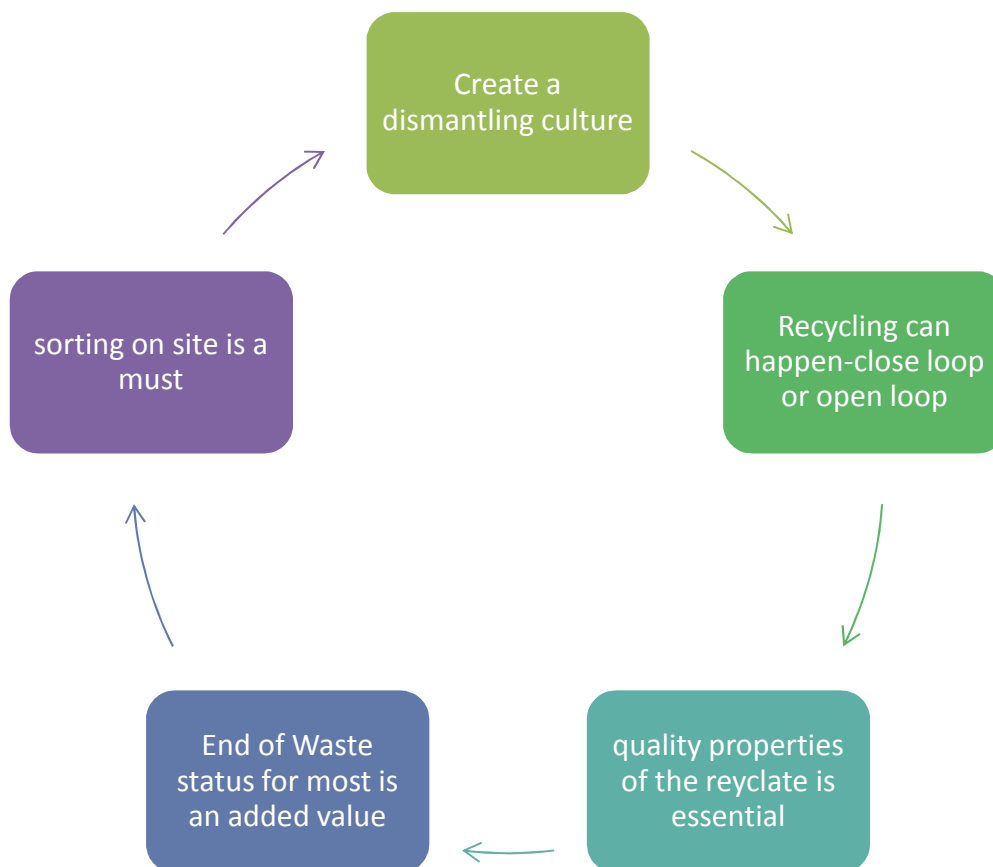 Create a
dismantling culture
Recycling can
happen-close loop
or open loop
quality properties
of the reyclate is
essential
End of Waste
status for most is
an added value
sorting on site is a
must